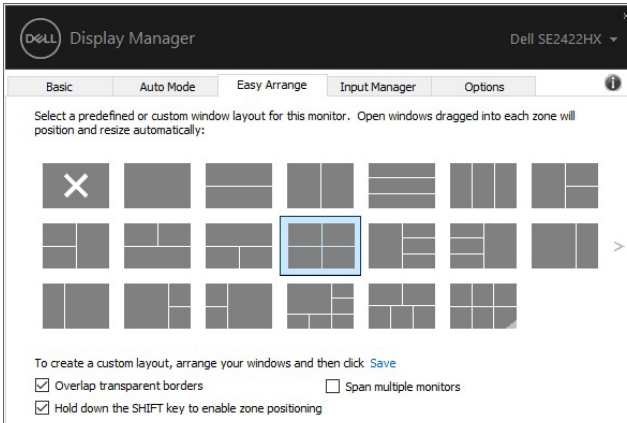 DELL Display Manager
Dell SE2422HX
Basic
Auto Mode
Easy Arrange
Input Manager
Options
Select a predefined or custom window layout for this monitor. Open windows dragged into each zone will
position and resize automatically:
To create a custom layout, arrange your windows and then click Save
Overlap transparent borders
Span multiple monitors
Hold down the SHIFT key to enable zone positioning